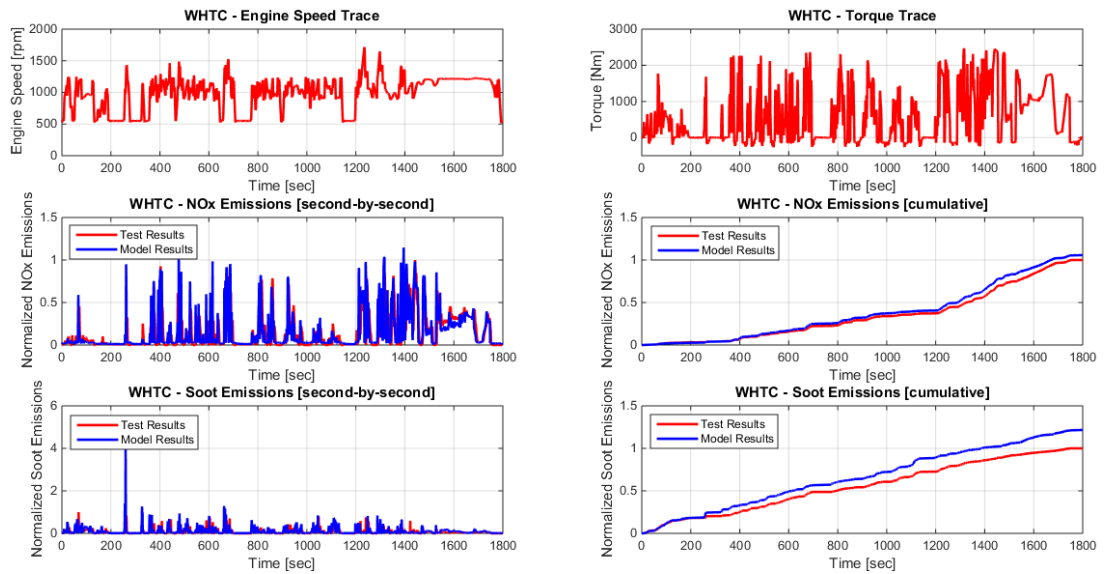 WHTC - Engine Speed Trace
Engine Speed [rpm]
2000
1500
1000
500
0
0 200 400 600 800 1000 1200 1400 1600 1800
Time [sec]
WHTC - Torque Trace
Torque [Nm]
3000
2000
1000
0
0 200 400 600 800 1000 1200 1400 1600 1800
Time [sec]
WHTC - NOx Emissions [second-by-second]
Normalized NOx Emissions
1.5
1
0.5
0
Test Results
Model Results
0 200 400 600 800 1000 1200 1400 1600 1800
Time [sec]
WHTC - NOx Emissions [cumulative]
Normalized NOx Emissions
1.5
1
0.5
0
Test Results
Model Results
0 200 400 600 800 1000 1200 1400 1600 1800
Time [sec]
WHTC - Soot Emissions [second-by-second]
Normalized Soot Emissions
6
4
2
0
Test Results
Model Results
0 200 400 600 800 1000 1200 1400 1600 1800
Time [sec]
WHTC - Soot Emissions [cumulative]
Normalized Soot Emissions
1.5
1
0.5
0
Test Results
Model Results
0 200 400 600 800 1000 1200 1400 1600 1800
Time [sec]